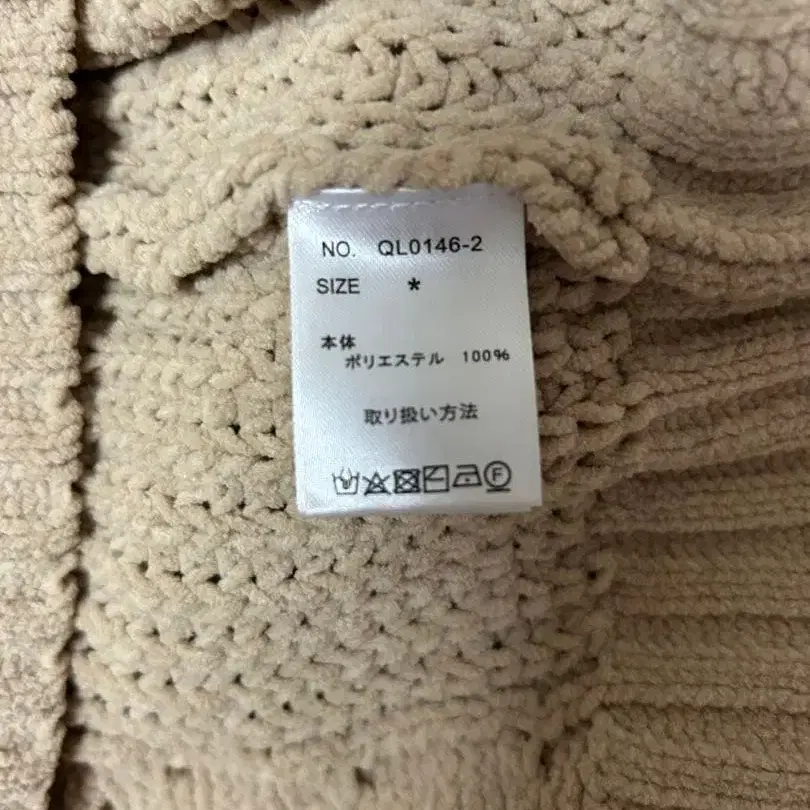 NO. QL0146-2
SIZE *
本体
ポリエステル 100%
取り扱い方法
F